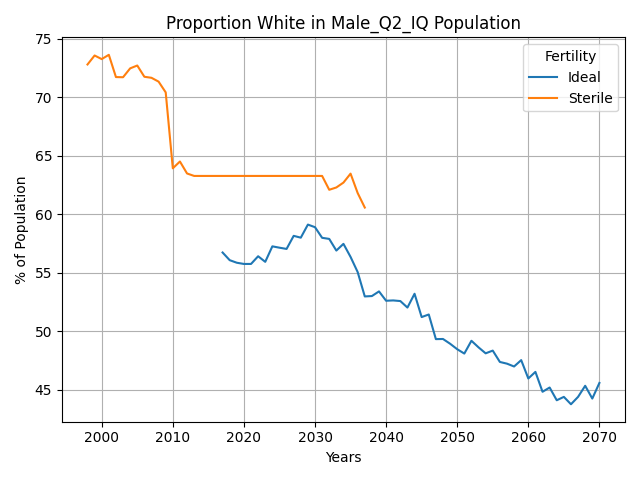 Proportion White in Male_Q2_IQ Population
Fertility
Ideal
Sterile
% of Population
75
70
65
60
55
50
45
2000 2010 2020 2030 2040 2050 2060 2070
Years